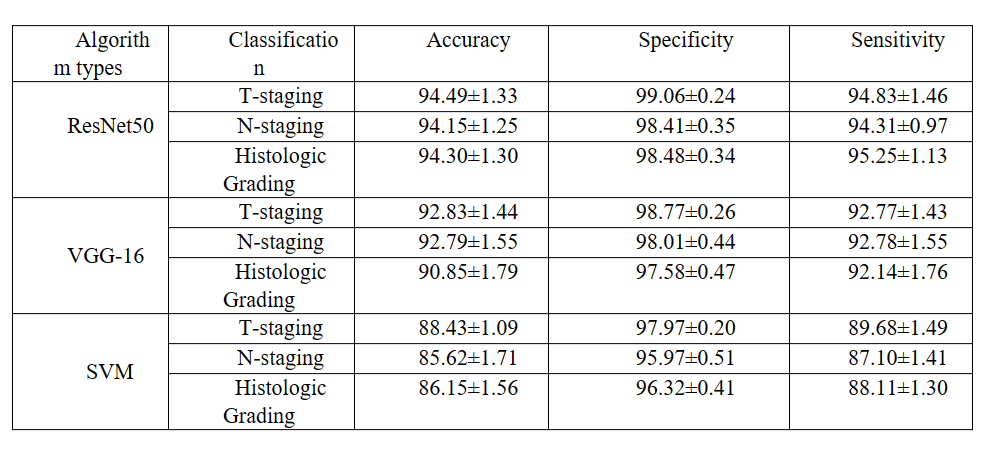 Algorith Classificatio Accuracy Specificity Sensitivity
m types n
ResNet50 T-staging 94.49±1.33 99.06±0.24 94.83±1.46
N-staging 94.15±1.25 98.41±0.35 94.31±0.97
Histologic 94.30±1.30 98.48±0.34 95.25±1.13
Grading
VGG-16 T-staging 92.83±1.44 98.77±0.26 92.77±1.43
N-staging 92.79±1.55 98.01±0.44 92.78±1.55
Histologic 90.85±1.79 97.58±0.47 92.14±1.76
Grading
SVM T-staging 88.43±1.09 97.97±0.20 89.68±1.49
N-staging 85.62±1.71 95.97±0.51 87.10±1.41
Histologic 86.15±1.56 96.32±0.41 88.11±1.30
Grading